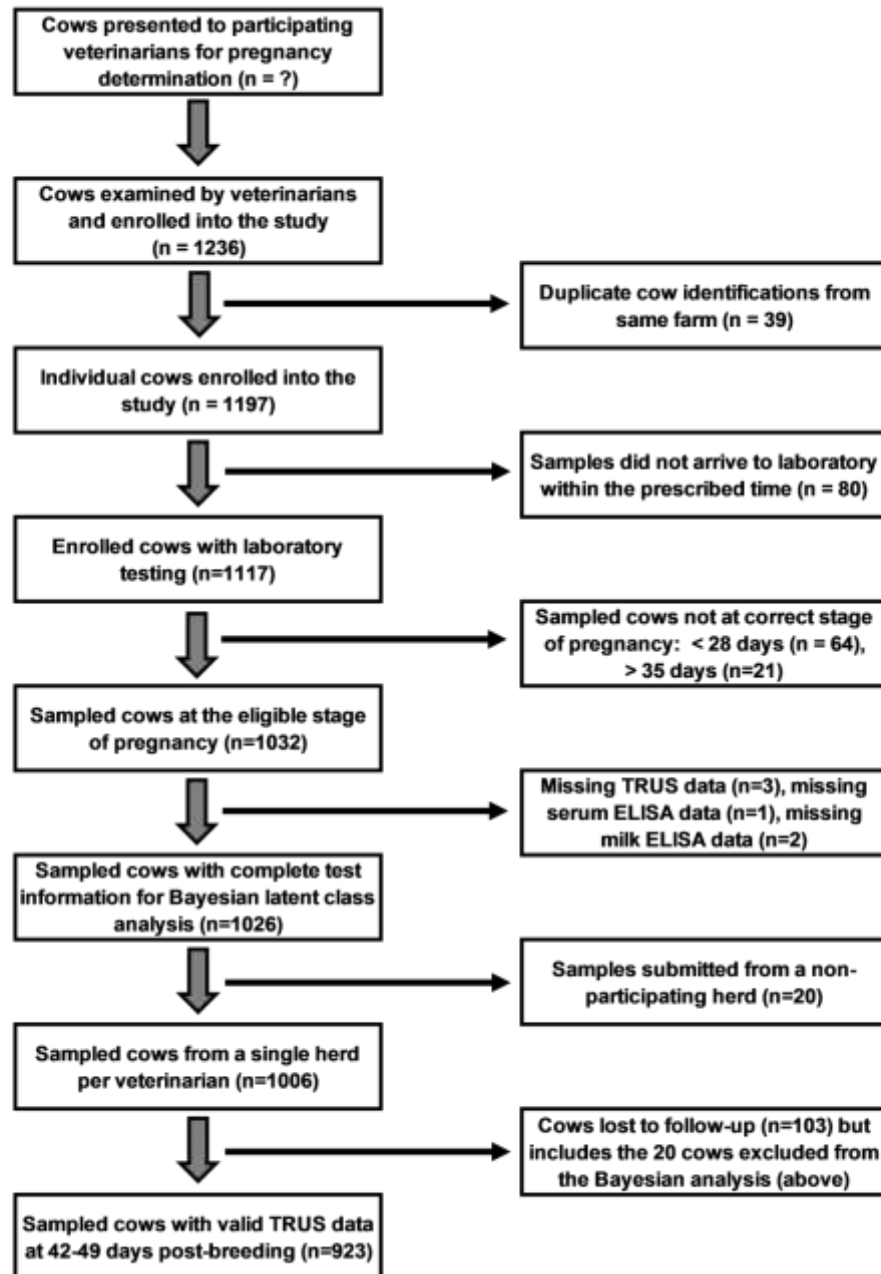 Cows presented to participating
veterinarians for pregnancy
determination (n = ?)
Cows examined by veterinarians
and enrolled into the study
(n = 1236)
Duplicate cow identifications from
same farm (n = 39)
Individual cows enrolled into the
study (n = 1197)
Samples did not arrive to laboratory
within the prescribed time (n = 80)
Enrolled cows with laboratory
testing (n=1117)
Sampled cows not at correct stage
of pregnancy: < 28 days (n = 64),
> 35 days (n=21)
Sampled cows at the eligible stage
of pregnancy (n=1032)
Missing TRUS data (n=3), missing
serum ELISA data (n=1), missing
milk ELISA data (n=2)
Sampled cows with complete test
information for Bayesian latent class
analysis (n=1026)
Samples submitted from a non-
participating herd (n=20)
Sampled cows from a single herd
per veterinarian (n=1006)
Cows lost to follow-up (n=103) but
includes the 20 cows excluded from
the Bayesian analysis (above)
Sampled cows with valid TRUS data
at 42-49 days post-breeding (n=923)